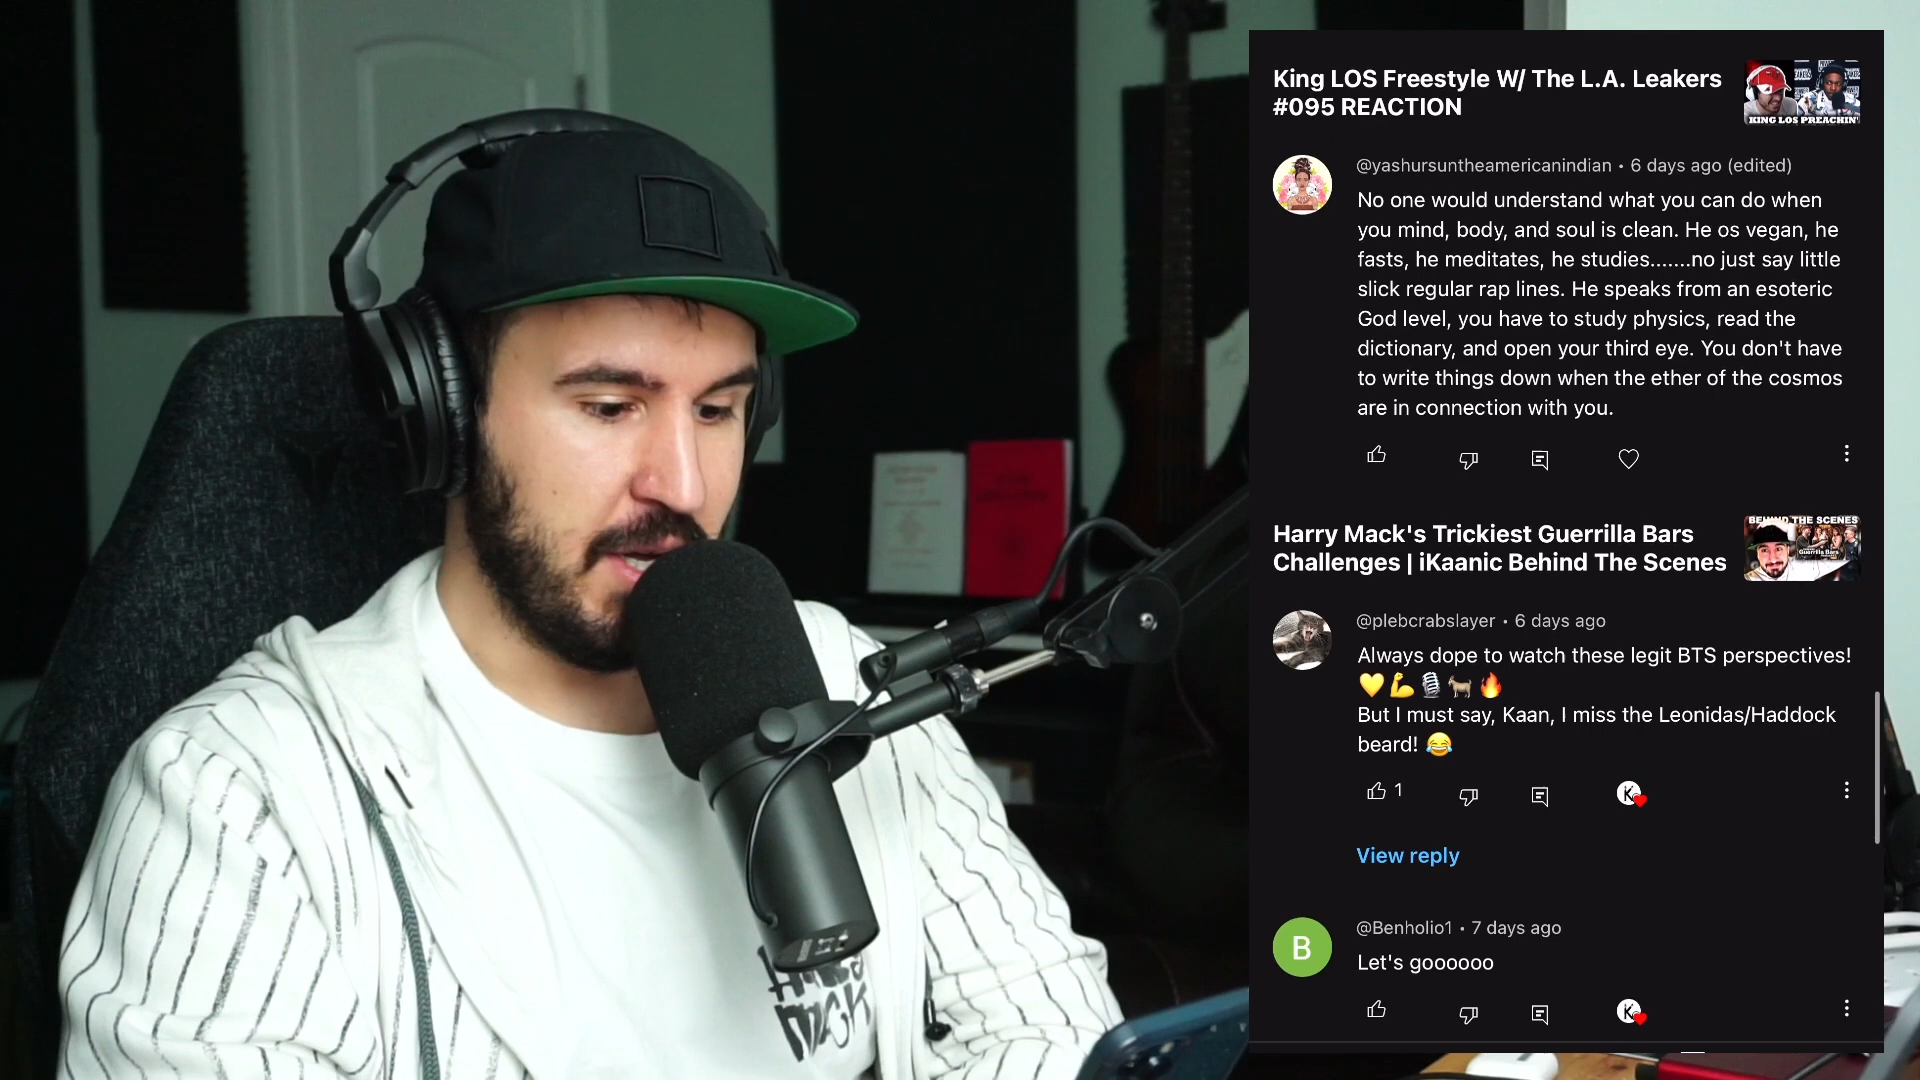 King LOS Freestyle W/ The L.A. Leakers
#095 REACTION
KING LOS PREACHIN'
@yashursuntheamericanindian • 6 days ago (edited)
No one would understand what you can do when
you mind, body, and soul is clean. He os vegan, he
fasts, he meditates, he studies.......no just say little
slick regular rap lines. He speaks from an esoteric
God level, you have to study physics, read the
dictionary, and open your third eye. You don't have
to write things down when the ether of the cosmos
are in connection with you.
Harry Mack's Trickiest Guerrilla Bars
Challenges | iKaanic Behind The Scenes
BEHIND THE SCENES
Guerrilla Bars
@plebcrabslayer • 6 days ago
Always dope to watch these legit BTS perspectives!
💛💪🎙️🐐🔥
But I must say, Kaan, I miss the Leonidas/Haddock
beard! 😂
1
View reply
B
@Benholio1 • 7 days ago
Let's goooooo
HARRY
MACK